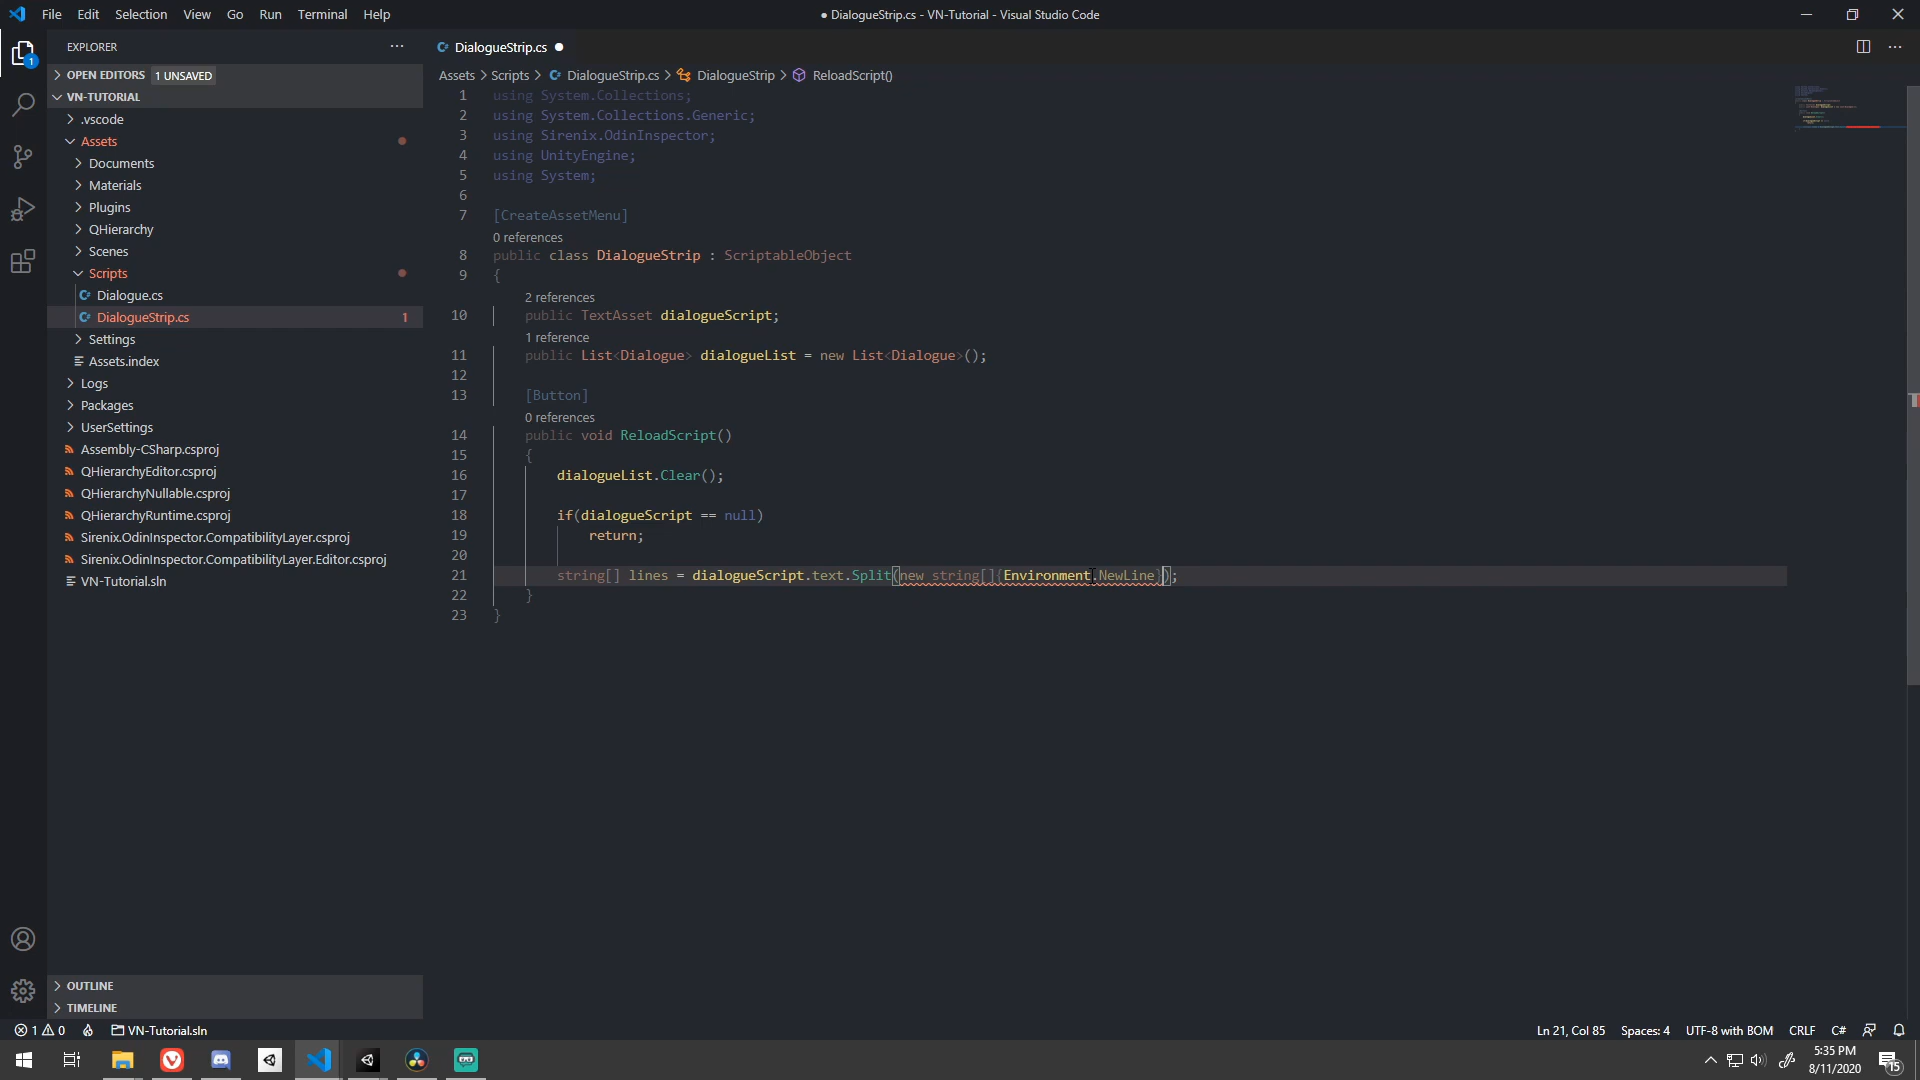 File Edit Selection View Go Run Terminal Help
● DialogueStrip.cs - VN-Tutorial - Visual Studio Code
EXPLORER
OPEN EDITORS 1 UNSAVED
VN-TUTORIAL
.vscode
Assets
Documents
Materials
Plugins
QHierarchy
Scenes
Scripts
Dialogue.cs
DialogueStrip.cs 1
Settings
Assets.index
Logs
Packages
UserSettings
Assembly-CSharp.csproj
QHierarchyEditor.csproj
QHierarchyNullable.csproj
QHierarchyRuntime.csproj
Sirenix.OdinInspector.CompatibilityLayer.csproj
Sirenix.OdinInspector.CompatibilityLayer.Editor.csproj
VN-Tutorial.sln
OUTLINE
TIMELINE
DialogueStrip.cs
Assets > Scripts > DialogueStrip.cs > DialogueStrip > ReloadScript()
1 using System.Collections;
2 using System.Collections.Generic;
3 using Sirenix.OdinInspector;
4 using UnityEngine;
5 using System;
6
7 [CreateAssetMenu]
0 references
8 public class DialogueStrip : ScriptableObject
9 {
2 references
10 public TextAsset dialogueScript;
1 reference
11 public List<Dialogue> dialogueList = new List<Dialogue>();
12
13 [Button]
0 references
14 public void ReloadScript()
15 {
16 dialogueList.Clear();
17
18 if(dialogueScript == null)
19 return;
20
21 string[] lines = dialogueScript.text.Split(new string[]{Environment.NewLine});
22 }
23 }
1
1 0 VN-Tutorial.sln
Ln 21, Col 85 Spaces: 4 UTF-8 with BOM CRLF C#
5:35 PM
8/11/2020
15